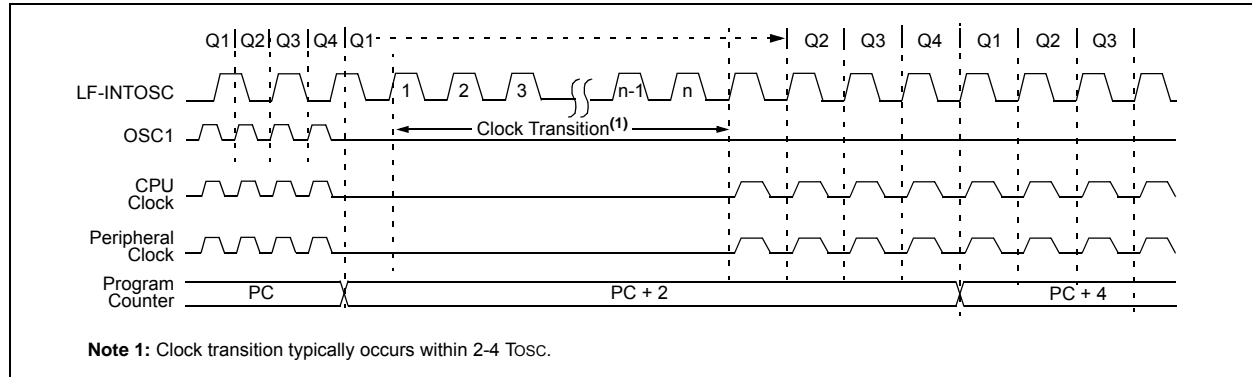 Q1 Q2 Q3 Q4 Q1 Q2 Q3 Q4 Q1 Q2 Q3
LF-INTOSC 1 2 3 n-1 n
Clock Transition(1)
OSC1
CPU
Clock
Peripheral
Clock
Program
Counter PC PC + 2 PC + 4
Note 1: Clock transition typically occurs within 2-4 TOSC.